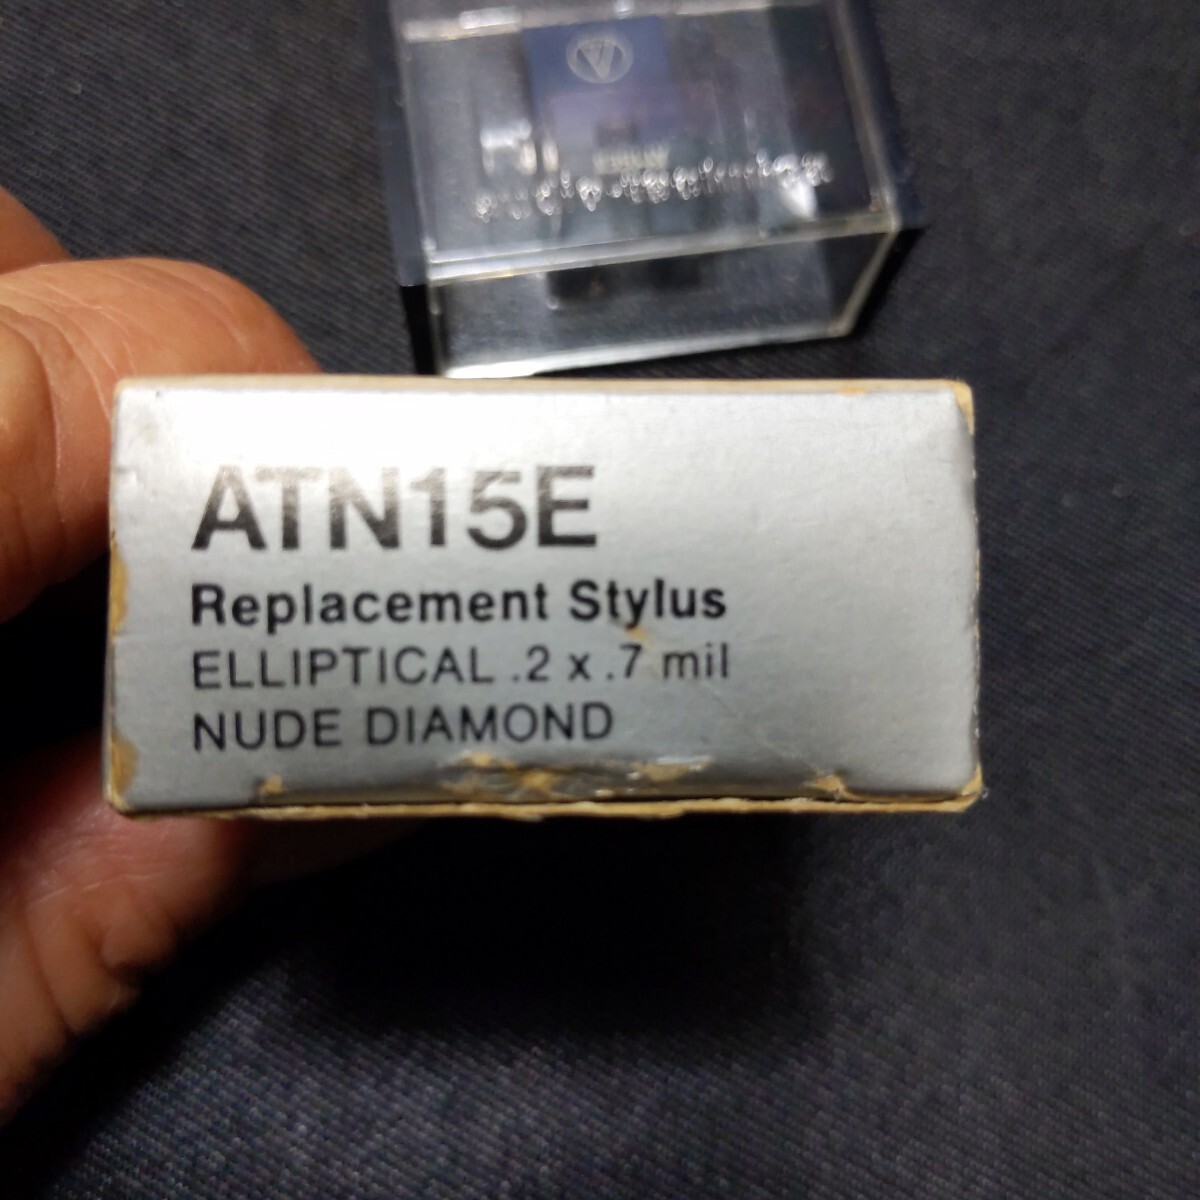 ATN15E
Replacement Stylus
ELLIPTICAL .2 x .7 mil
NUDE DIAMOND